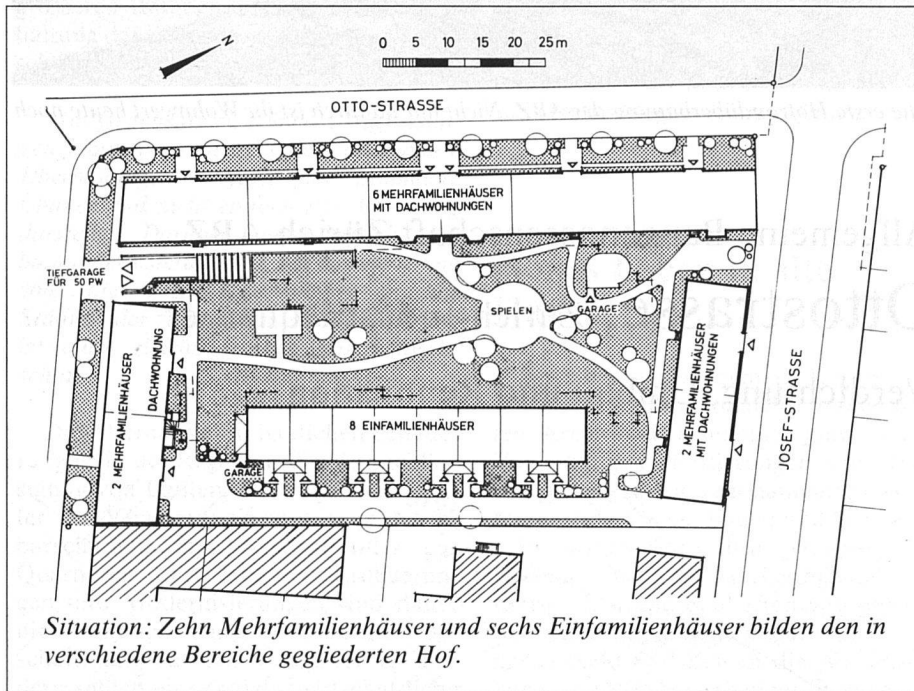 N
0 5 10 15 20 25 m
OTTO-STRASSE
6 MEHRFAMILIENHÄUSER
MIT DACHWOHNUNGEN
TIEFGARAGE
FÜR 50 PW
SPIELEN
GARAGE
2 MEHRFAMILIENHÄUSER
DACHWOHNUNG
2 MEHRFAMILIENHÄUSER
MIT DACHWOHNUNGEN
JOSEF-STRASSE
8 EINFAMILIENHÄUSER
GARAGE
Situation: Zehn Mehrfamilienhäuser und sechs Einfamilienhäuser bilden den in
verschiedene Bereiche gegliederten Hof.